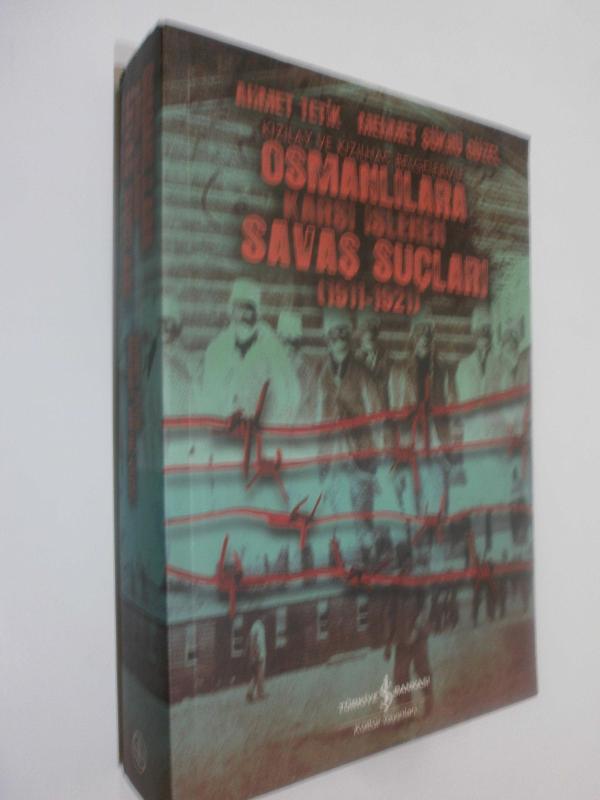 AHMET TETİK MEHMET ŞÜKRÜ GÜZEL
KIZILAY VE KIZILHAÇ BELGELERİYLE
OSMANLILARA
KARŞI İŞLENEN
SAVAŞ SUÇLARI
(1911-1921)
TÜRKİYE İŞ BANKASI
Kültür Yayınları